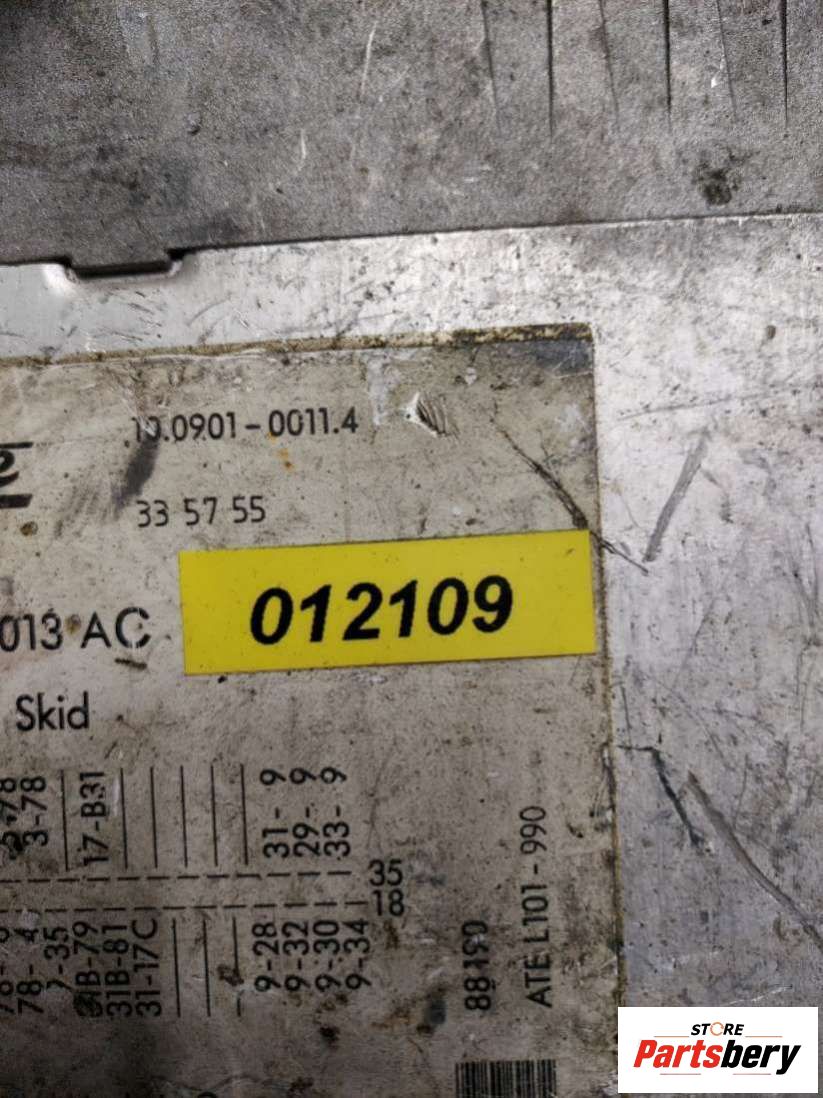 10.0901-0011.4
33 57 55
013 AC
012109
Skid
3-78
17-B31
31- 9
29- 9
33- 9
35
18
78- 4
31B-79
31B-81
31-17C
9-28
9-32
9-30
9-34
88190
ATE L101-990
STORE
Partsbery